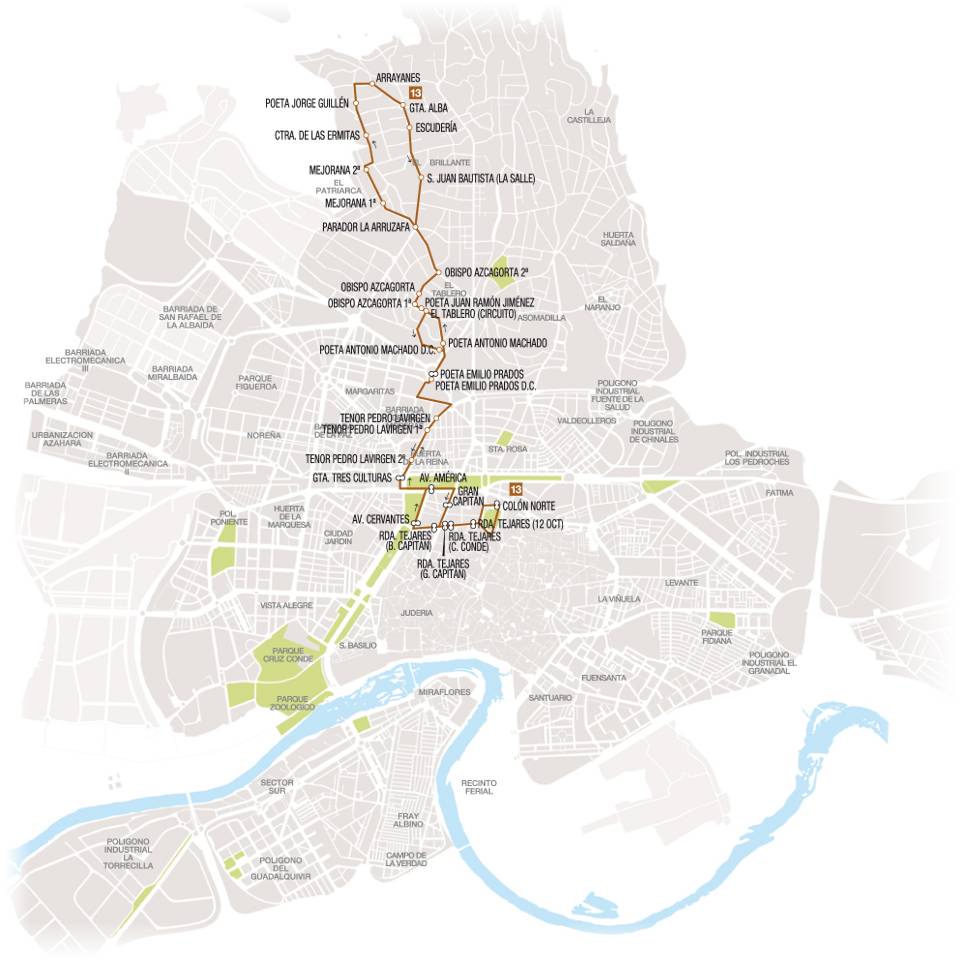 ARRAYANES
13
POETA JORGE GUILLÉN
GTA. ALBA
LA
CASTILLEJA
ESCUDERÍA
CTRA. DE LAS ERMITAS
EL
BRILLANTE
MEJORANA 2ª
S. JUAN BAUTISTA (LA SALLE)
EL
PATRIARCA
MEJORANA 1ª
PARADOR LA ARRUZAFA
HUERTA
SALDAÑA
OBISPO AZCAGORTA 2ª
OBISPO AZCAGORTA
EL
TABLERO
OBISPO AZCAGORTA 1ª
POETA JUAN RAMÓN JIMÉNEZ
EL TABLERO (CIRCUITO)
EL
NARANJO
ASOMADILLA
BARRIADA DE
SAN RAFAEL DE
LA ALBAIDA
POETA ANTONIO MACHADO
POETA ANTONIO MACHADO D.C.
BARRIADA
ELECTROMECANICA
III
BARRIADA
MIRALBAIDA
POETA EMILIO PRADOS
POETA EMILIO PRADOS D.C.
PARQUE
FIGUEROA
MARGARITAS
BARRIADA
DE LAS
PALMERAS
POLIGONO
INDUSTRIAL
FUENTE DE LA
SALUD
TENOR PEDRO LAVIRGEN
BARRIADA
TENOR PEDRO LAVIRGEN 1ª
DE LA PAZ
VALDEOLLEROS
POLIGONO
INDUSTRIAL
DE CHINALES
URBANIZACION
AZAHARA
NOREÑA
STA. ROSA
BARRIADA
ELECTROMECANICA
II
TENOR PEDRO LAVIRGEN 2ª
HUERTA
DE LA REINA
POL. INDUSTRIAL
LOS PEDROCHES
GTA. TRES CULTURAS
AV. AMÉRICA
13
GRAN
CAPITÁN
FATIMA
COLÓN NORTE
POL.
PONIENTE
HUERTA
DE LA
MARQUESA
AV. CERVANTES
RDA. TEJARES (12 OCT)
CIUDAD
JARDIN
RDA. TEJARES
(B. CAPITÁN)
RDA. TEJARES
(C. CONDE)
RDA. TEJARES
(G. CAPITÁN)
LEVANTE
VISTA ALEGRE
JUDERIA
LA VIÑUELA
S. BASILIO
PARQUE
FIDIANA
PARQUE
CRUZ CONDE
POLIGONO
INDUSTRIAL EL
GRANADAL
FUENSANTA
PARQUE
ZOOLOGICO
MIRAFLORES
SANTUARIO
SECTOR
SUR
RECINTO
FERIAL
FRAY
ALBINO
POLIGONO
INDUSTRIAL
LA
TORRECILLA
POLIGONO
DEL
GUADALQUIVIR
CAMPO DE
LA VERDAD